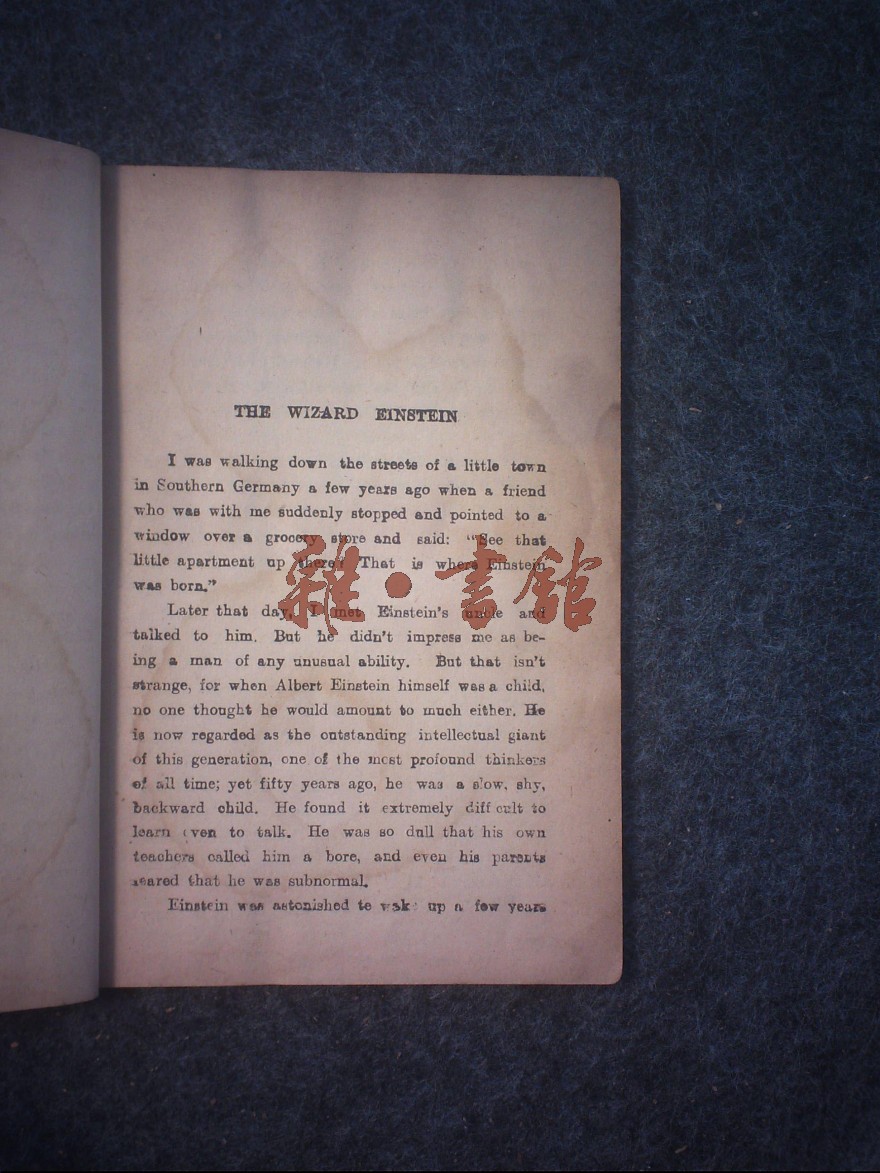 THE WIZARD EINSTEIN
I was walking down the streets of a little town
in Southern Germany a few years ago when a friend
who was with me suddenly stopped and pointed to a
window over a grocery store and said: "See that
little apartment up there? That is where Einstein
was born."
Later that day, I met Einstein's uncle and
talked to him. But he didn't impress me as be-
ing a man of any unusual ability. But that isn't
strange, for when Albert Einstein himself was a child,
no one thought he would amount to much either. He
is now regarded as the outstanding intellectual giant
of this generation, one of the most profound thinkers
of all time; yet fifty years ago, he was a slow, shy,
backward child. He found it extremely difficult to
learn even to talk. He was so dull that his own
teachers called him a bore, and even his parents
feared that he was subnormal.
Einstein was astonished to wake up a few years
雜·書館